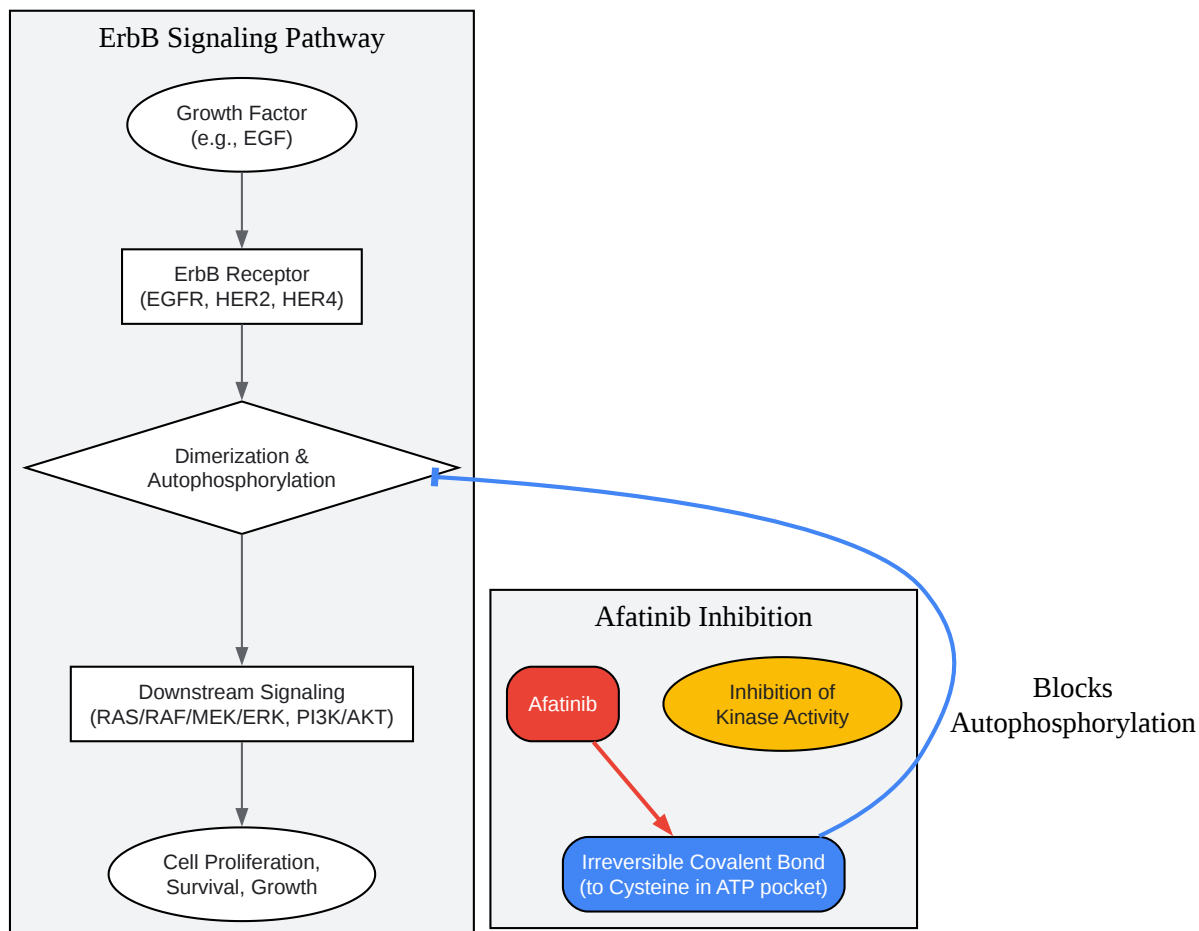 ErbB Signaling Pathway
Growth Factor
(e.g., EGF)
ErbB Receptor
(EGFR, HER2, HER4)
Dimerization &
Autophosphorylation
Downstream Signaling
(RAS/RAF/MEK/ERK, PI3K/AKT)
Cell Proliferation,
Survival, Growth
Afatinib Inhibition
Afatinib
Inhibition of
Kinase Activity
Irreversible Covalent Bond
(to Cysteine in ATP pocket)
Blocks
Autophosphorylation